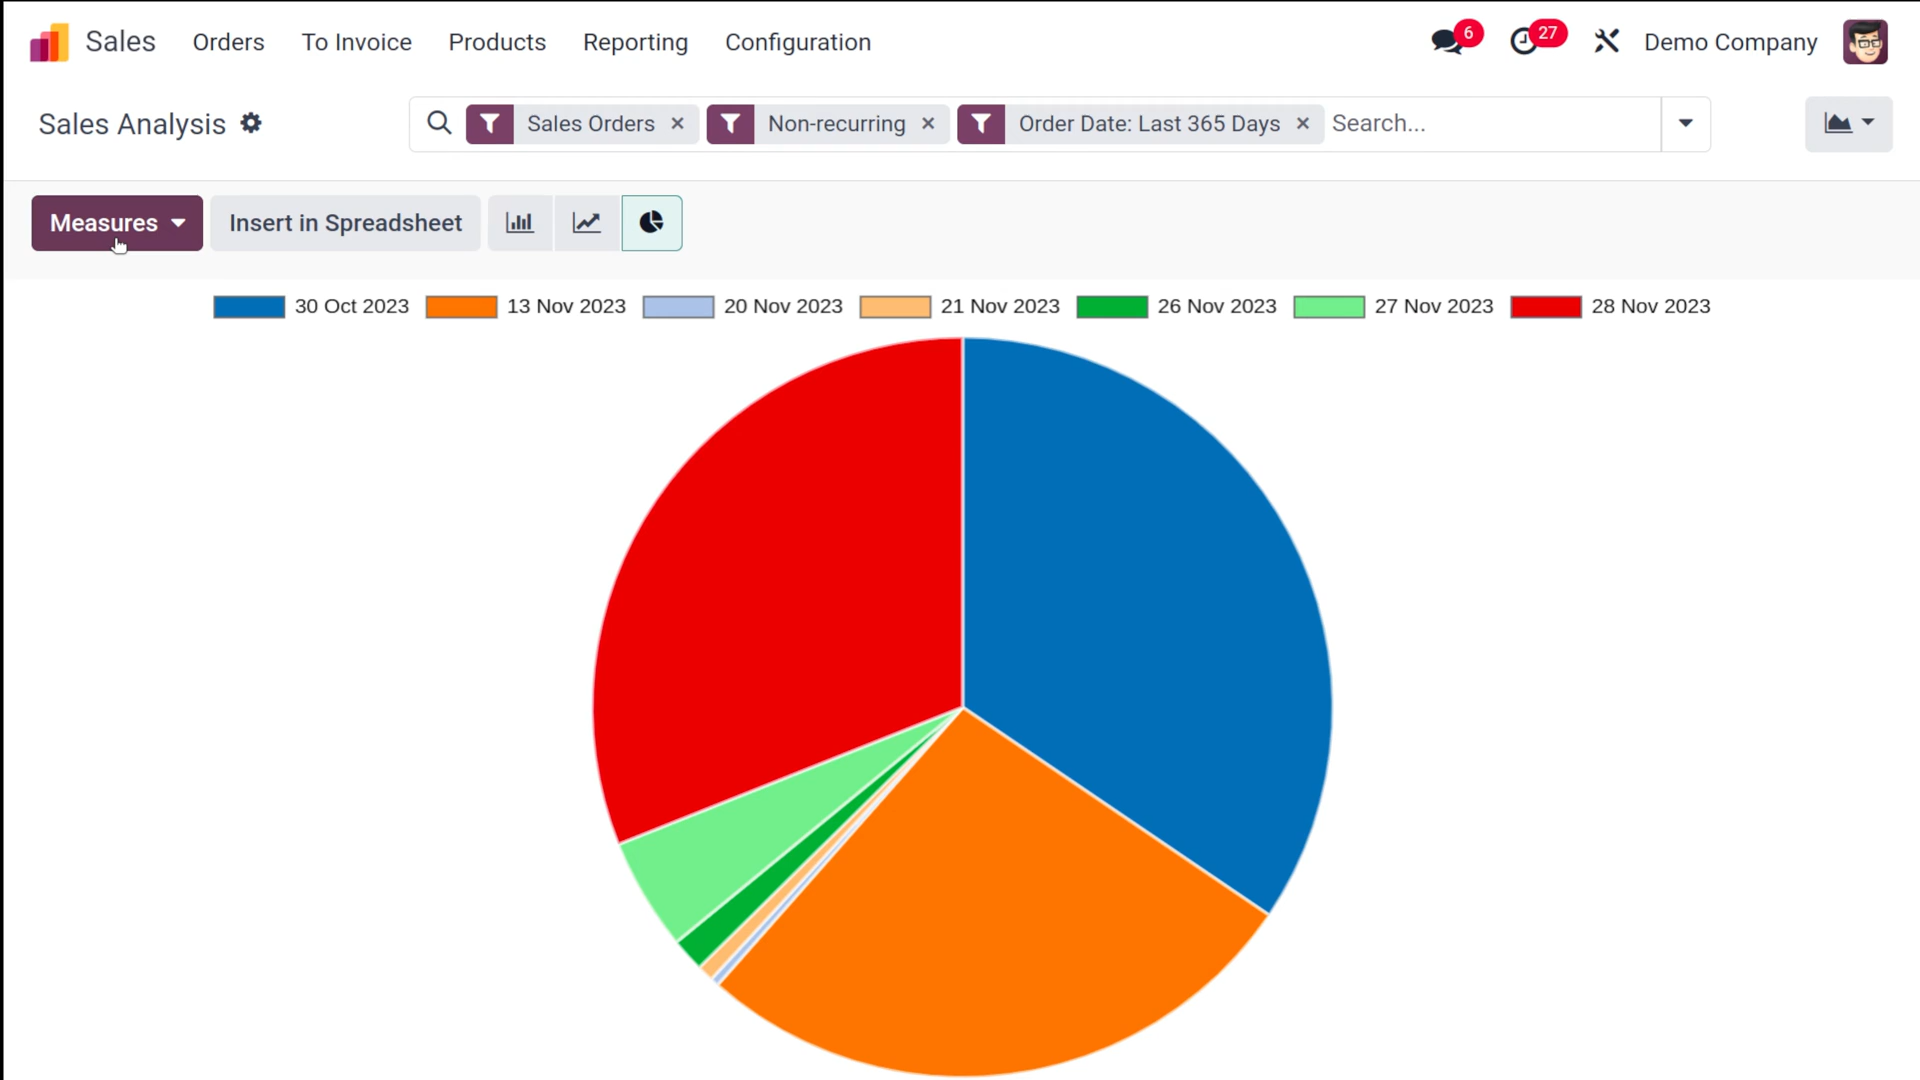 Sales Orders To Invoice Products Reporting Configuration 6 27 Demo Company
Sales Analysis Sales Orders × Non-recurring × Order Date: Last 365 Days × Search...
Measures Insert in Spreadsheet
30 Oct 2023 13 Nov 2023 20 Nov 2023 21 Nov 2023 26 Nov 2023 27 Nov 2023 28 Nov 2023